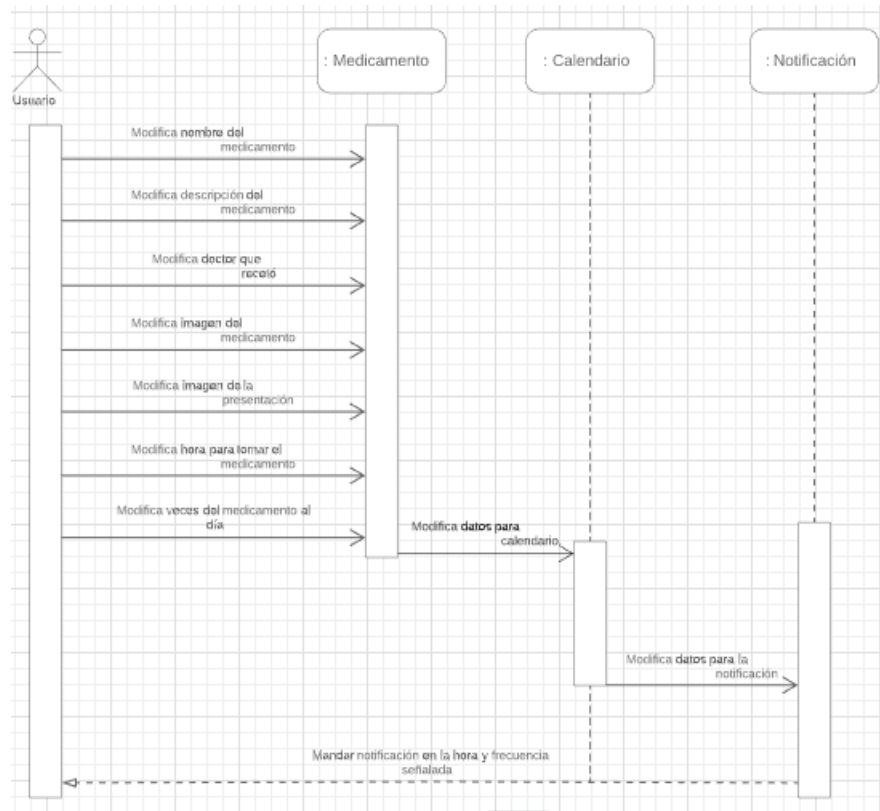 : Medicamento
: Calendario
: Notificación
Usuario
Modifica nombre del
medicamento
Modifica descripción del
medicamento
Modifica doctor que
recetó
Modifica imagen del
medicamento
Modifica imagen de la
presentación
Modifica hora para tomar el
medicamento
Modifica veces del medicamento al
día
Modifica datos para
calendario
Modifica datos para la
notificación
Mandar notificación en la hora y frecuencia
señalada